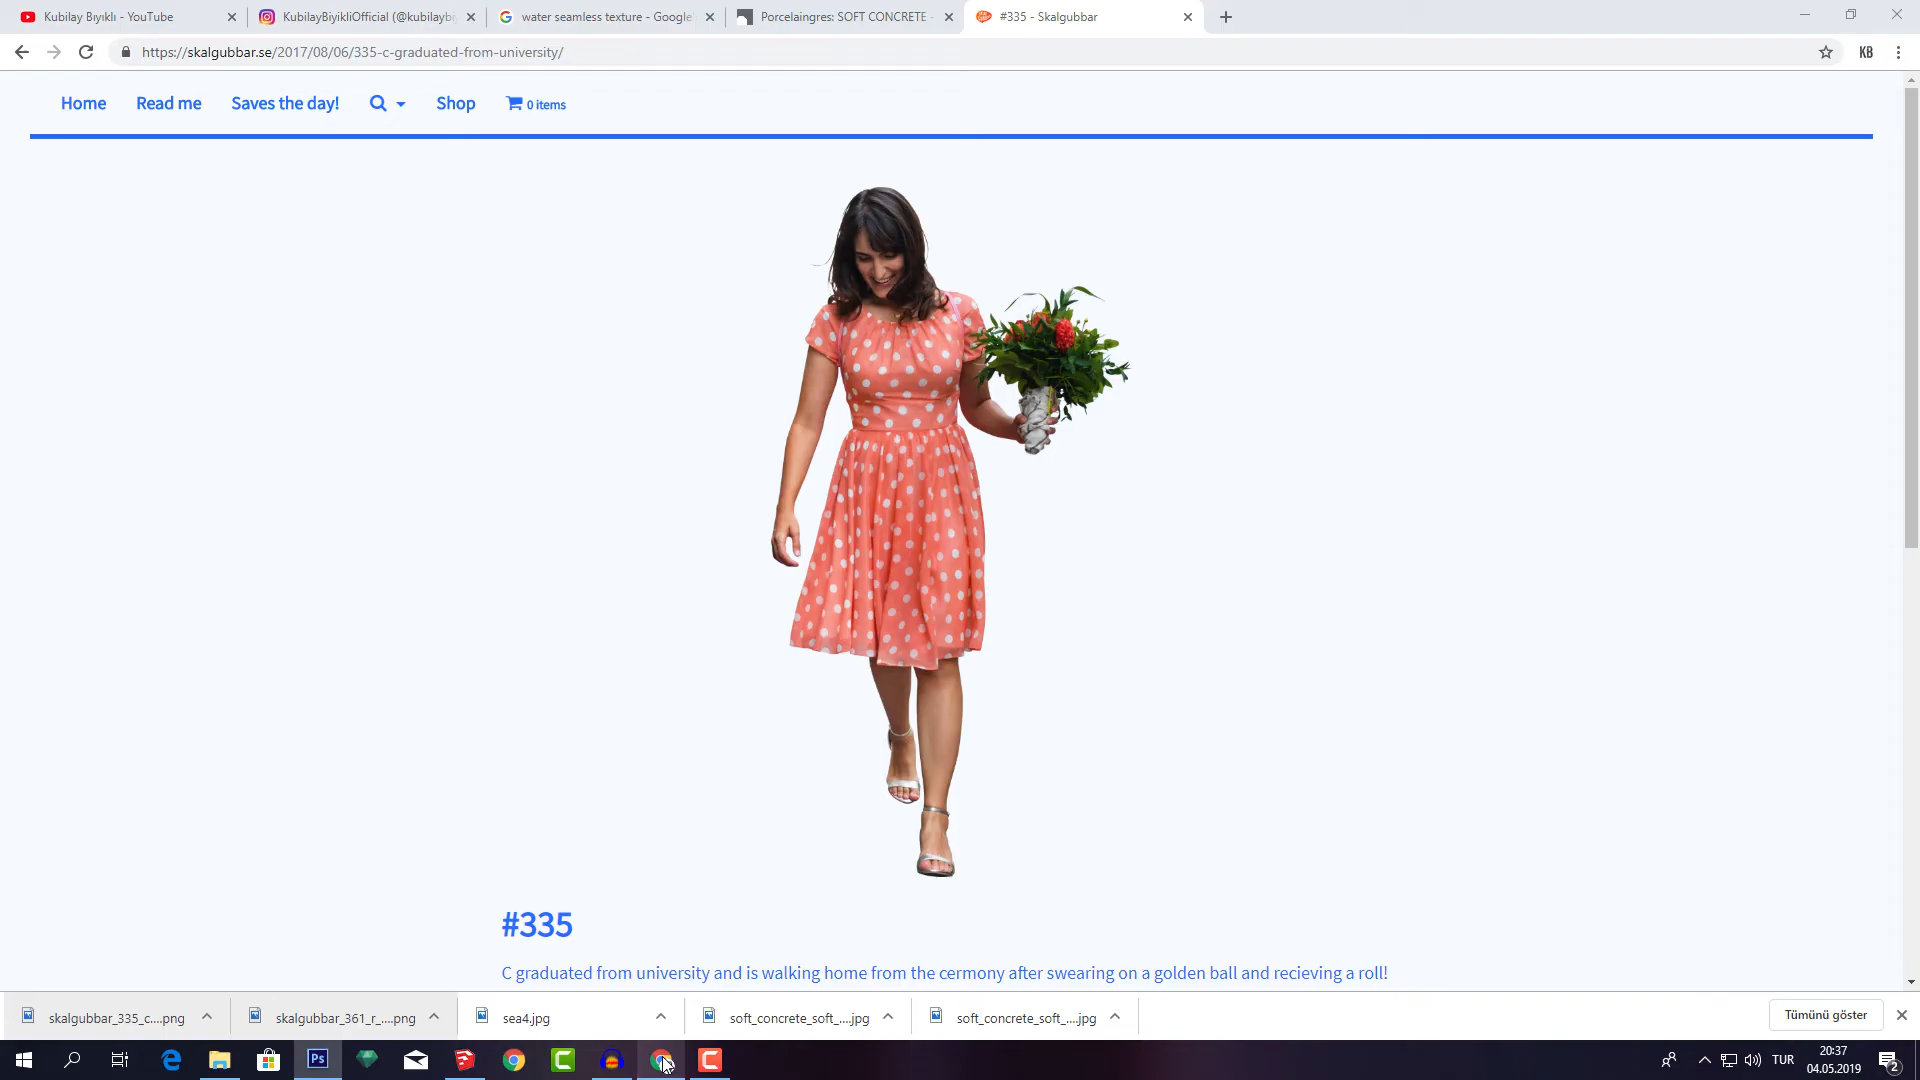 Kubilay Bıyıklı - YouTube
KubilayBiyikliOfficial (@kubilaybiy
water seamless texture - Google'
Porcelaingres: SOFT CONCRETE -
#335 - Skalgubbar
https://skalgubbar.se/2017/08/06/335-c-graduated-from-university/
KB
Home
Read me
Saves the day!
Shop
0 items
#335
C graduated from university and is walking home from the cermony after swearing on a golden ball and recieving a roll!
skalgubbar_335_c....png
skalgubbar_361_r_....png
sea4.jpg
soft_concrete_soft_....jpg
soft_concrete_soft_....jpg
Tümünü göster
Ps
TUR
20:37
04.05.2019
2